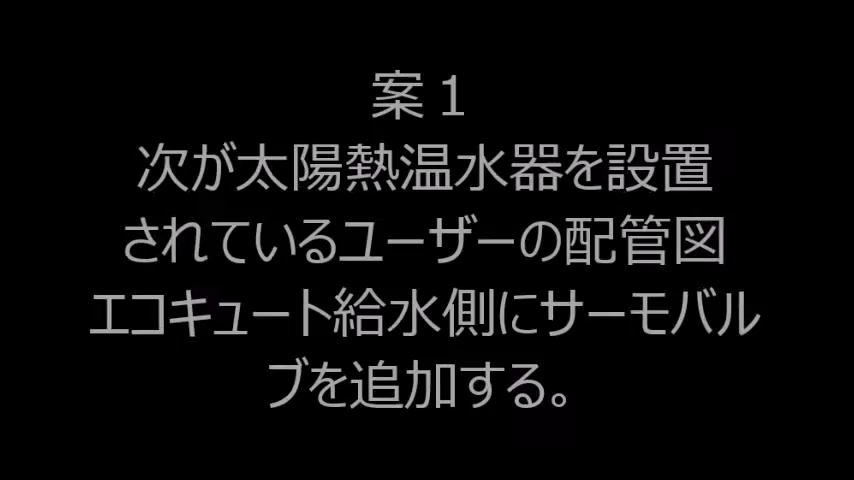 案１
次が太陽熱温水器を設置
されているユーザーの配管図
エコキュート給水側にサーモバル
ブを追加する。